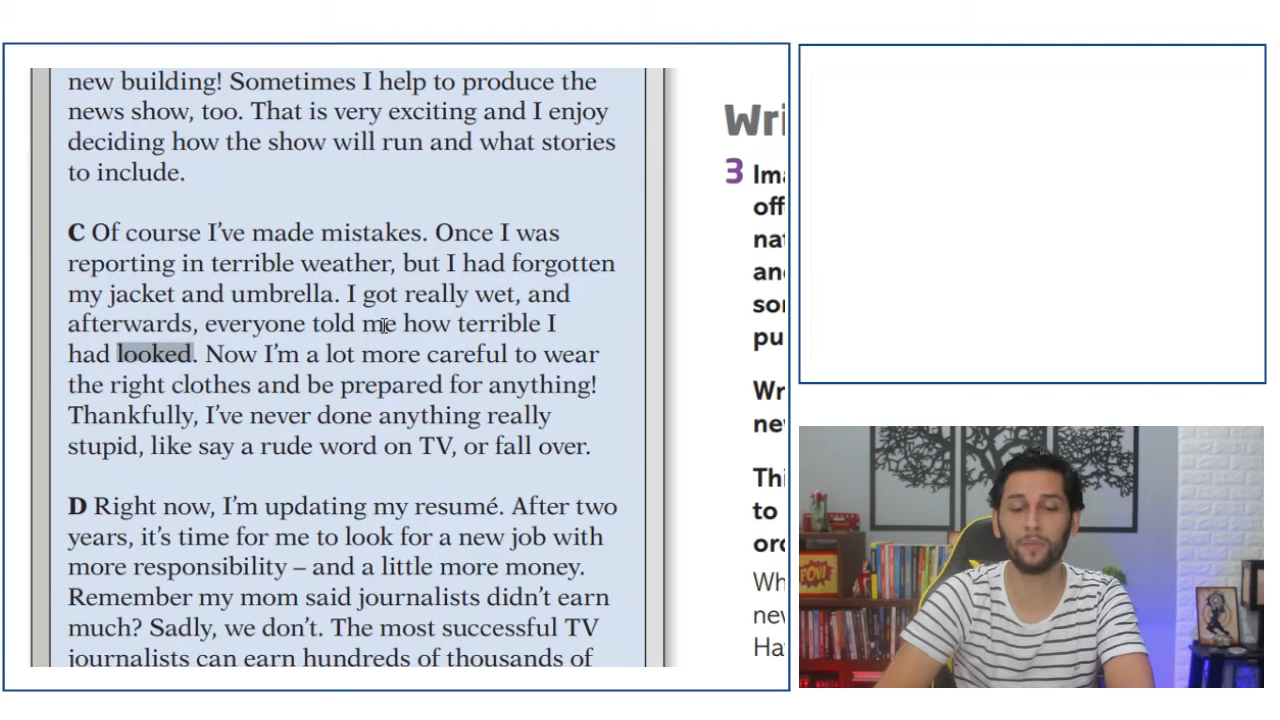 new building! Sometimes I help to produce the
news show, too. That is very exciting and I enjoy
deciding how the show will run and what stories
to include.
C Of course I've made mistakes. Once I was
reporting in terrible weather, but I had forgotten
my jacket and umbrella. I got really wet, and
afterwards, everyone told me how terrible I
had looked. Now I'm a lot more careful to wear
the right clothes and be prepared for anything!
Thankfully, I've never done anything really
stupid, like say a rude word on TV, or fall over.
D Right now, I'm updating my resumé. After two
years, it's time for me to look for a new job with
more responsibility – and a little more money.
Remember my mom said journalists didn't earn
much? Sadly, we don't. The most successful TV
journalists can earn hundreds of thousands of
3
to
POW!